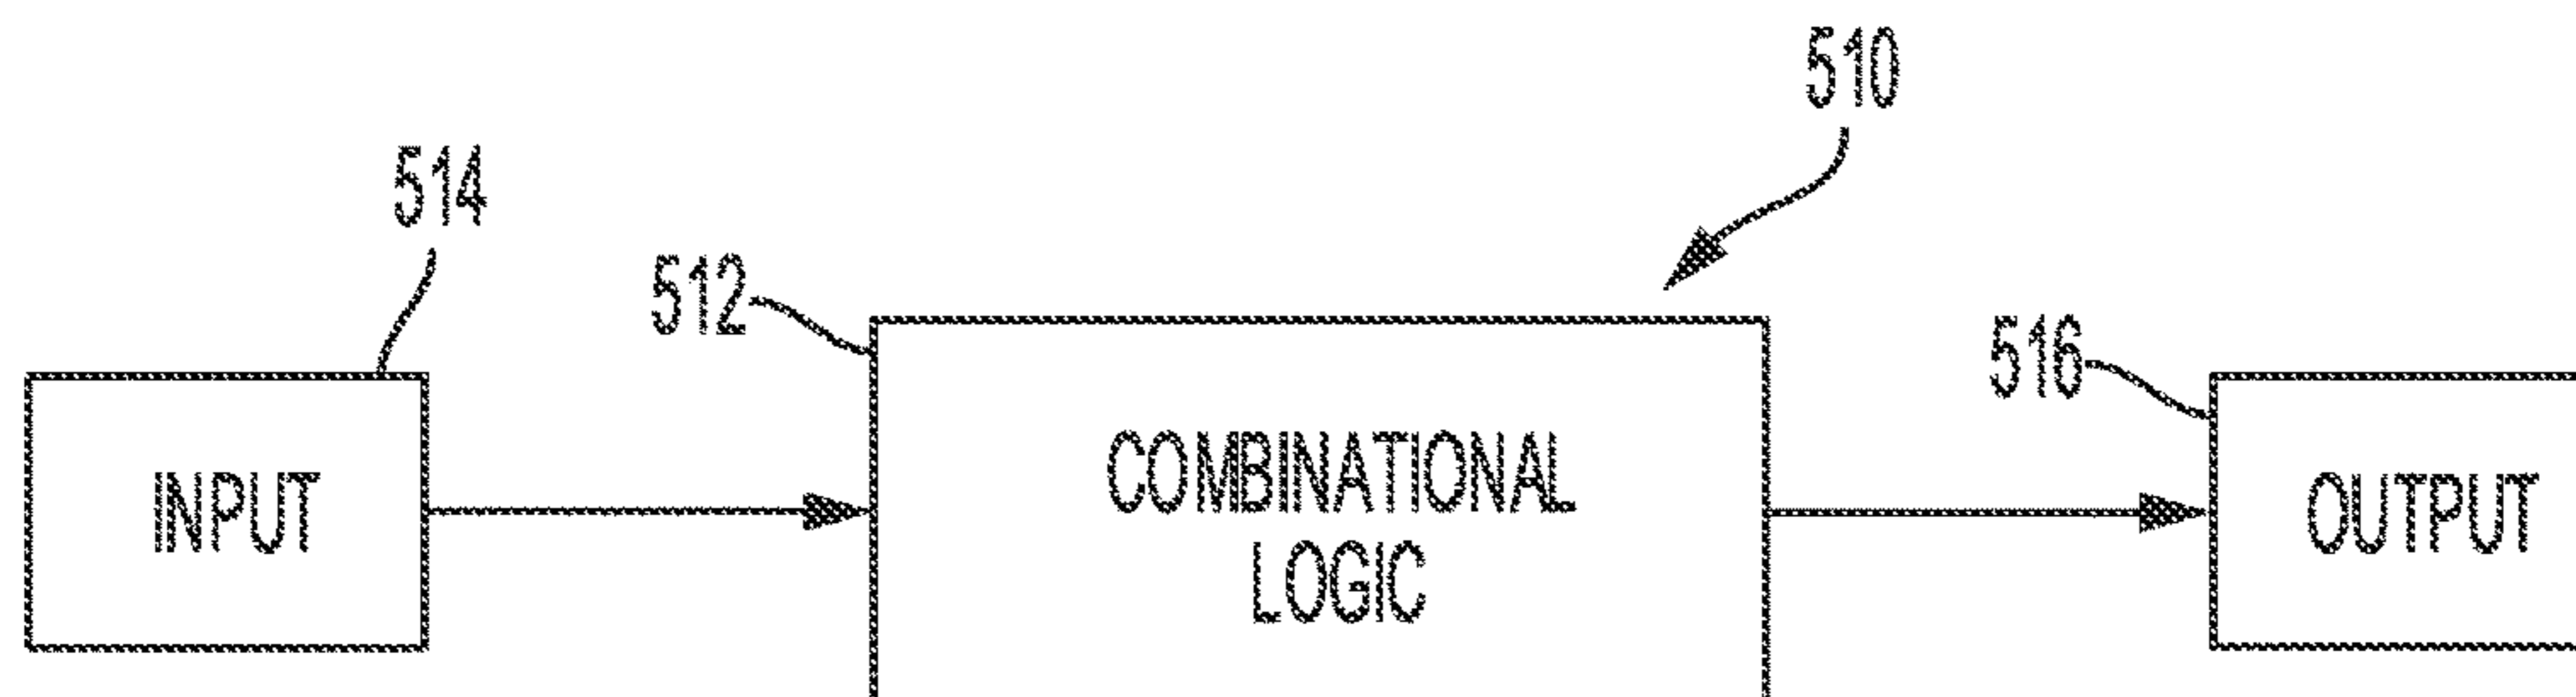 510
514
512
516
INPUT
COMBINATIONAL
LOGIC
OUTPUT